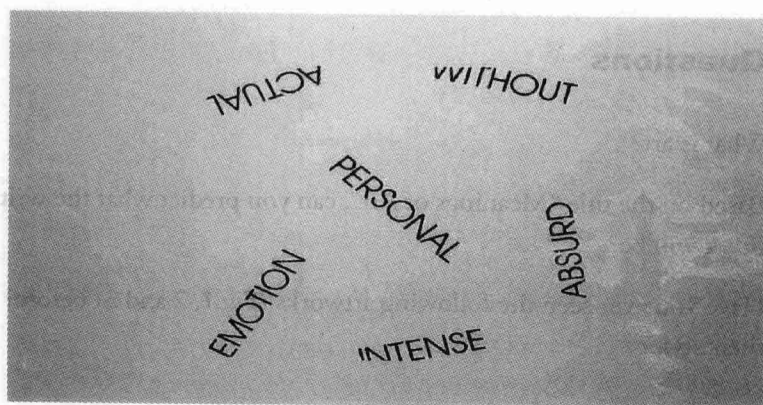 ACTUAL
WITHOUT
PERSONAL
ABSURD
EMOTION
INTENSE